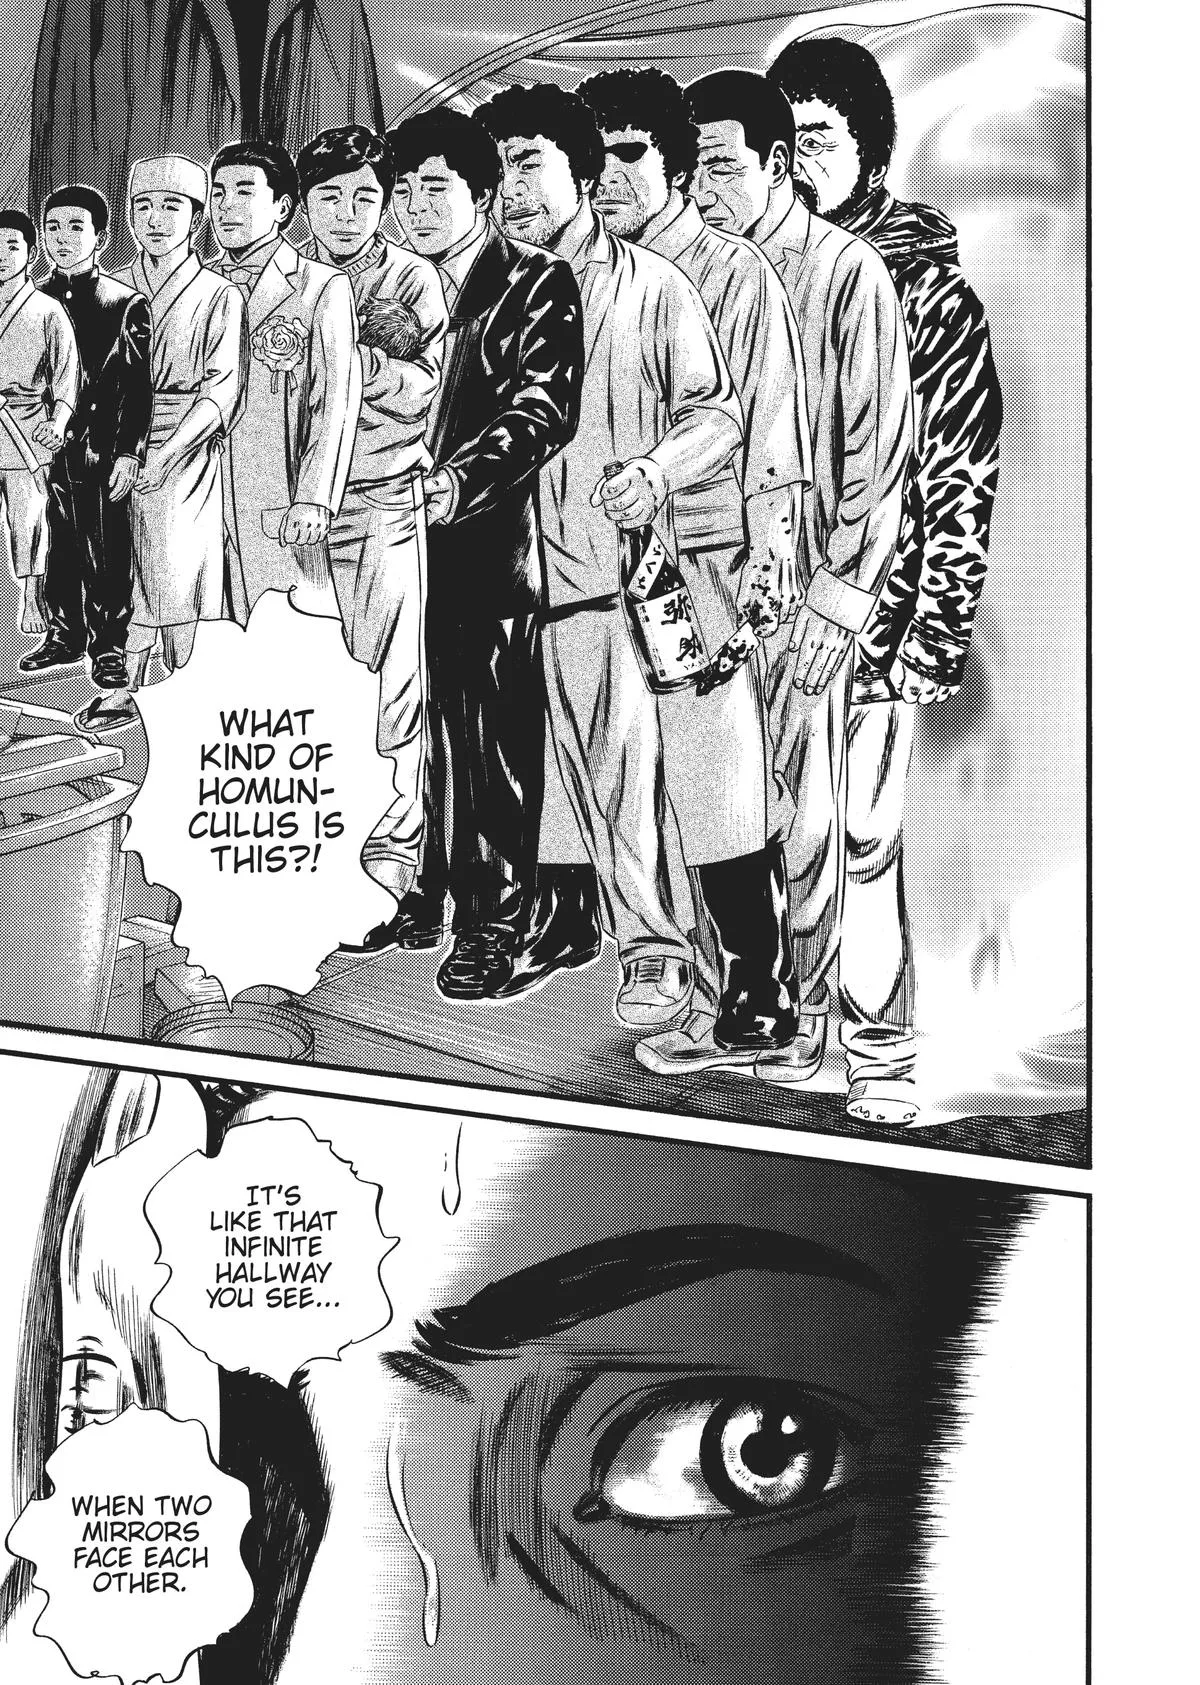 WHAT
KIND OF
HOMUN-
CULUS IS
THIS?!
弥
IT'S
LIKE THAT
INFINITE
HALLWAY
YOU SEE...
WHEN TWO
MIRRORS
FACE EACH
OTHER.